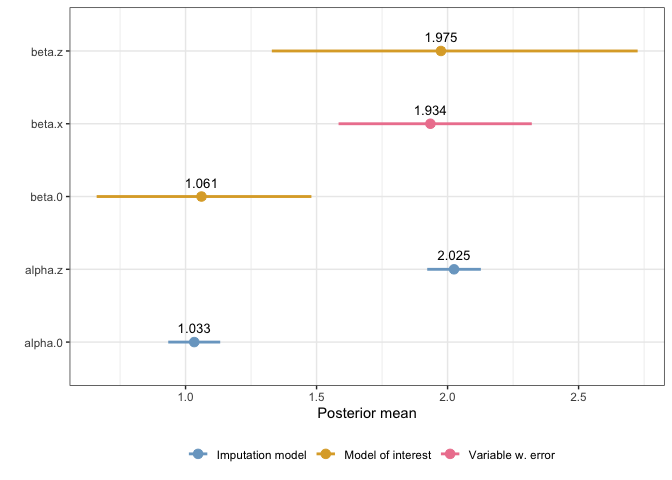 1.975
beta.z
1.934
beta.x
1.061
beta.0
2.025
alpha.z
1.033
alpha.0
1.0 1.5 2.0 2.5
Posterior mean
Imputation model Model of interest Variable w. error